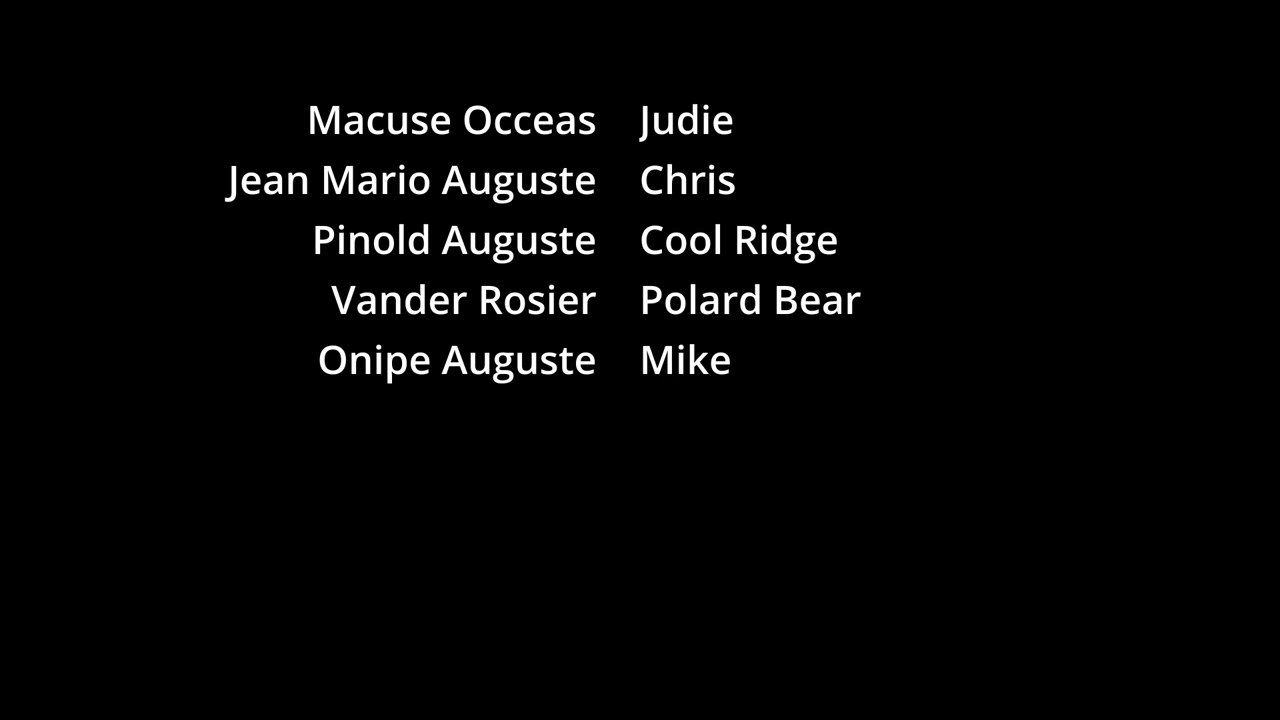 Macuse Occeas Judie
Jean Mario Auguste Chris
Pinold Auguste Cool Ridge
Vander Rosier Polard Bear
Onipe Auguste Mike